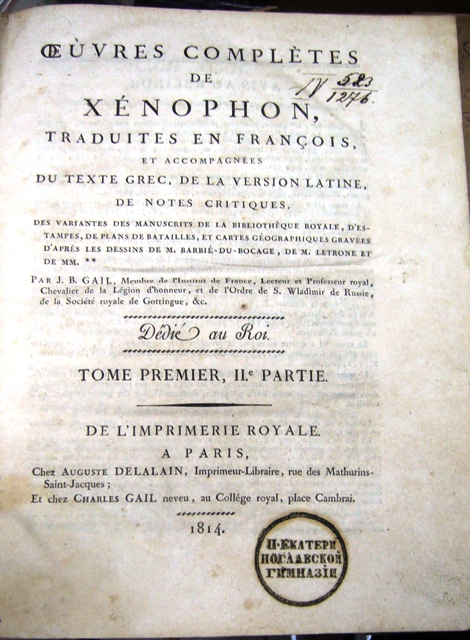 ŒUVRES COMPLÈTES
DE
XÉNOPHON,
TRADUITES EN FRANÇOIS,
ET ACCOMPAGNÉES
DU TEXTE GREC, DE LA VERSION LATINE,
DE NOTES CRITIQUES,
DES VARIANTES DES MANUSCRITS DE LA BIBLIOTHÈQUE ROYALE, D'ES-
TAMPES, DE PLANS DE BATAILLES, ET CARTES GÉOGRAPHIQUES GRAVÉES
D'APRÈS LES DESSINS DE M. BARBIÉ-DU-BOCAGE, DE M. LETRONE ET
DE MM. **
PAR J. B. GAIL, Membre de l'Institut de France, Lecteur et Professeur royal,
Chevalier de la Légion d'honneur, et de l'Ordre de S. Wladimir de Russie,
de la Société royale de Gottingue, &c.
Dédié au Roi.
TOME PREMIER, II.e PARTIE.
DE L'IMPRIMERIE ROYALE.
A PARIS,
Chez AUGUSTE DELALAIN, Imprimeur-Libraire, rue des Mathurins-
Saint-Jacques;
Et chez CHARLES GAIL neveu, au Collége royal, place Cambrai.
1814.
IV 523
1276.
П·ЕКАТЕРИ
НОСЛАВСКОЙ
ГИМНАЗІИ